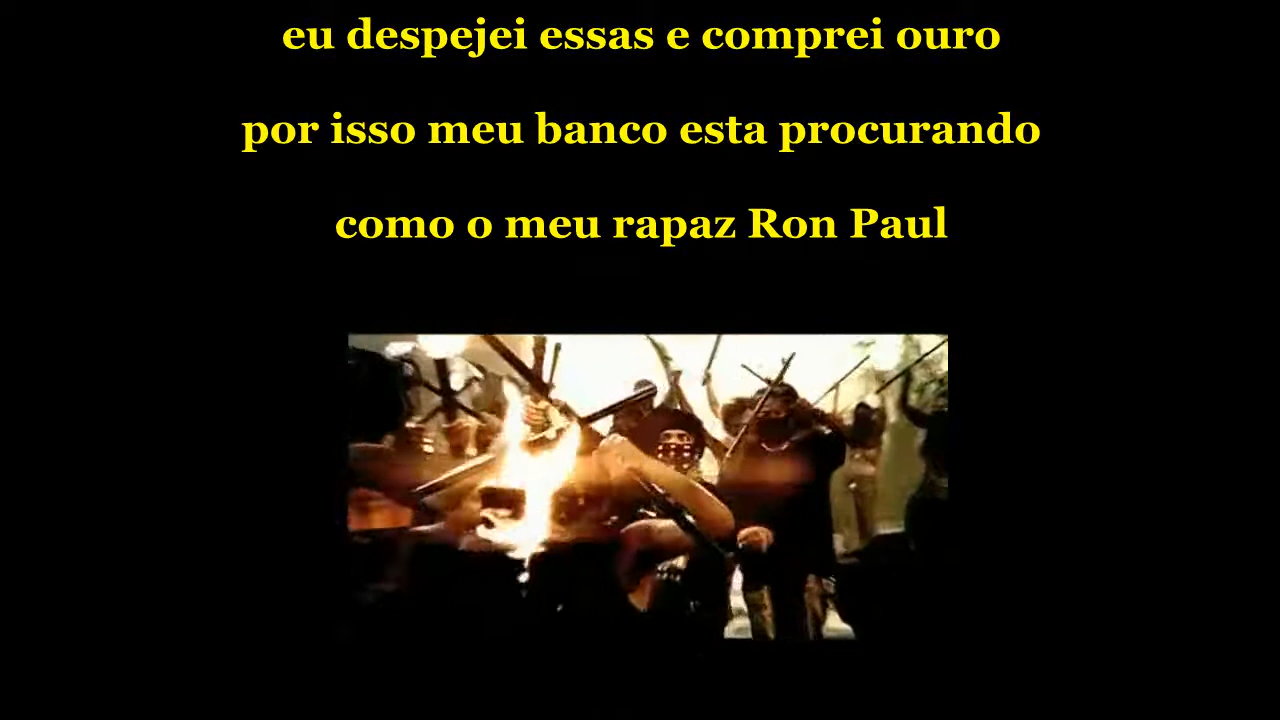 eu despejei essas e comprei ouro
por isso meu banco esta procurando
como o meu rapaz Ron Paul